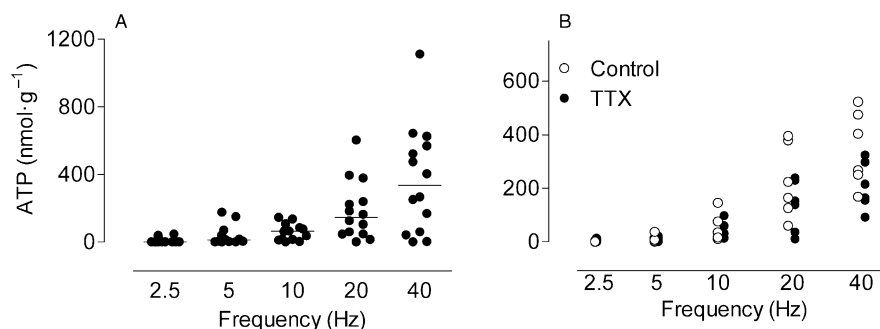 A
1200
800
400
0
ATP (nmol·g⁻¹)
2.5 5 10 20 40
Frequency (Hz)
B
600
400
200
0
Control
TTX
2.5 5 10 20 40
Frequency (Hz)